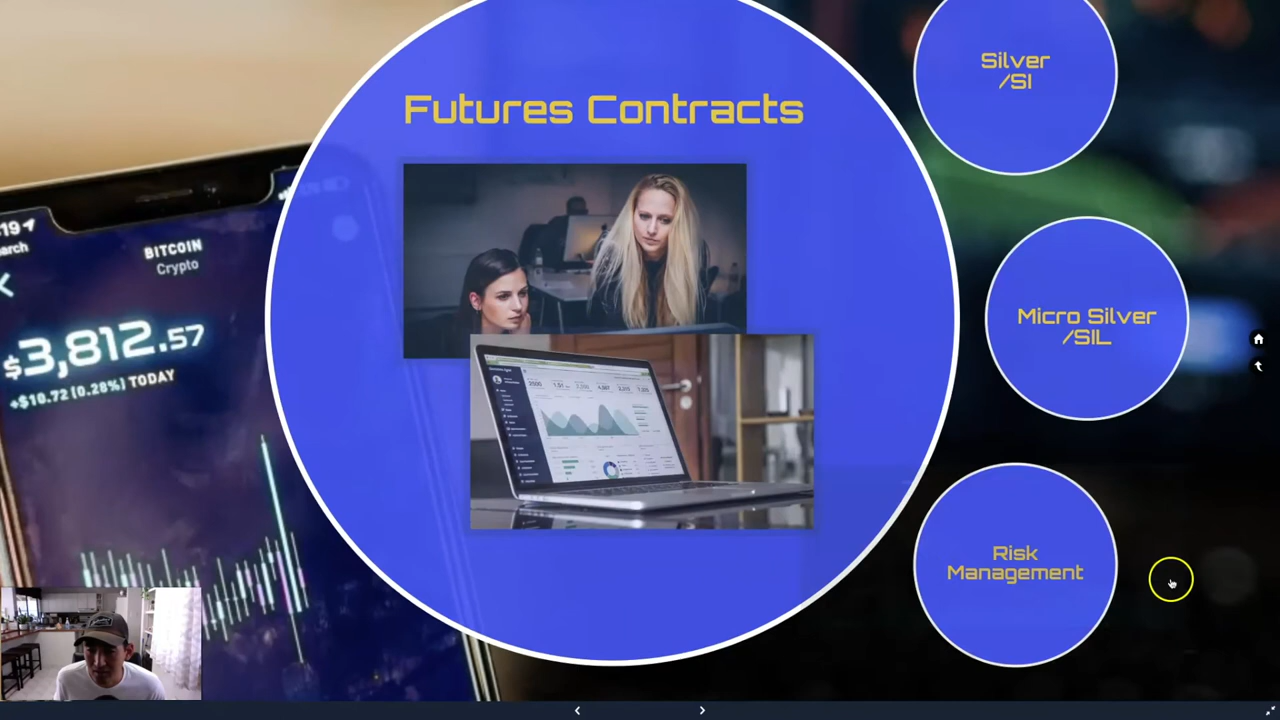 Futures Contracts
Silver
/SI
Micro Silver
/SIL
Risk
Management
BITCOIN
Crypto
$3,812.57
+$10.72 (0.28%) TODAY